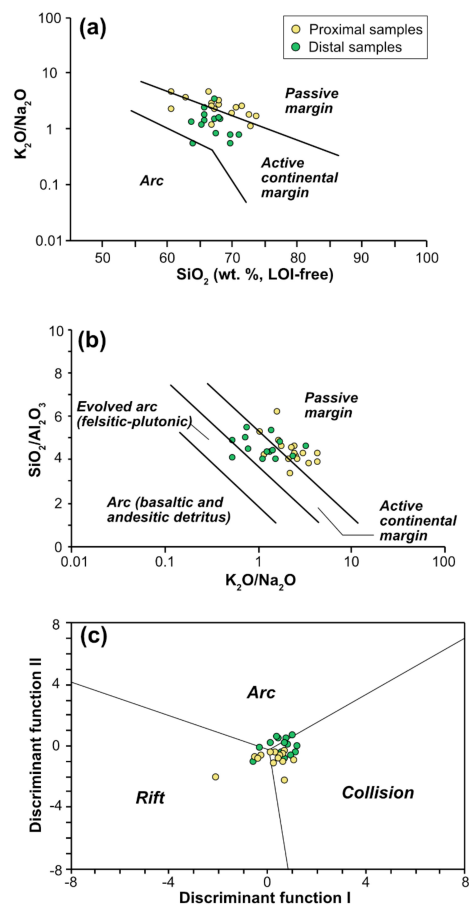 (a)
Proximal samples
Distal samples
100
10
1
0.1
0.01
K₂O/Na₂O
Passive
margin
Active
continental
margin
Arc
50 60 70 80 90 100
SiO₂ (wt. %, LOI-free)
(b)
10
8
6
4
2
0
SiO₂/Al₂O₃
Evolved arc
(felsitic-plutonic)
Passive
margin
Arc (basaltic and
andesitic detritus)
Active
continental
margin
0.01 0.1 1 10 100
K₂O/Na₂O
(c)
8
4
0
-4
-8
Discriminant function II
Arc
Rift
Collision
-8 -4 0 4 8
Discriminant function I